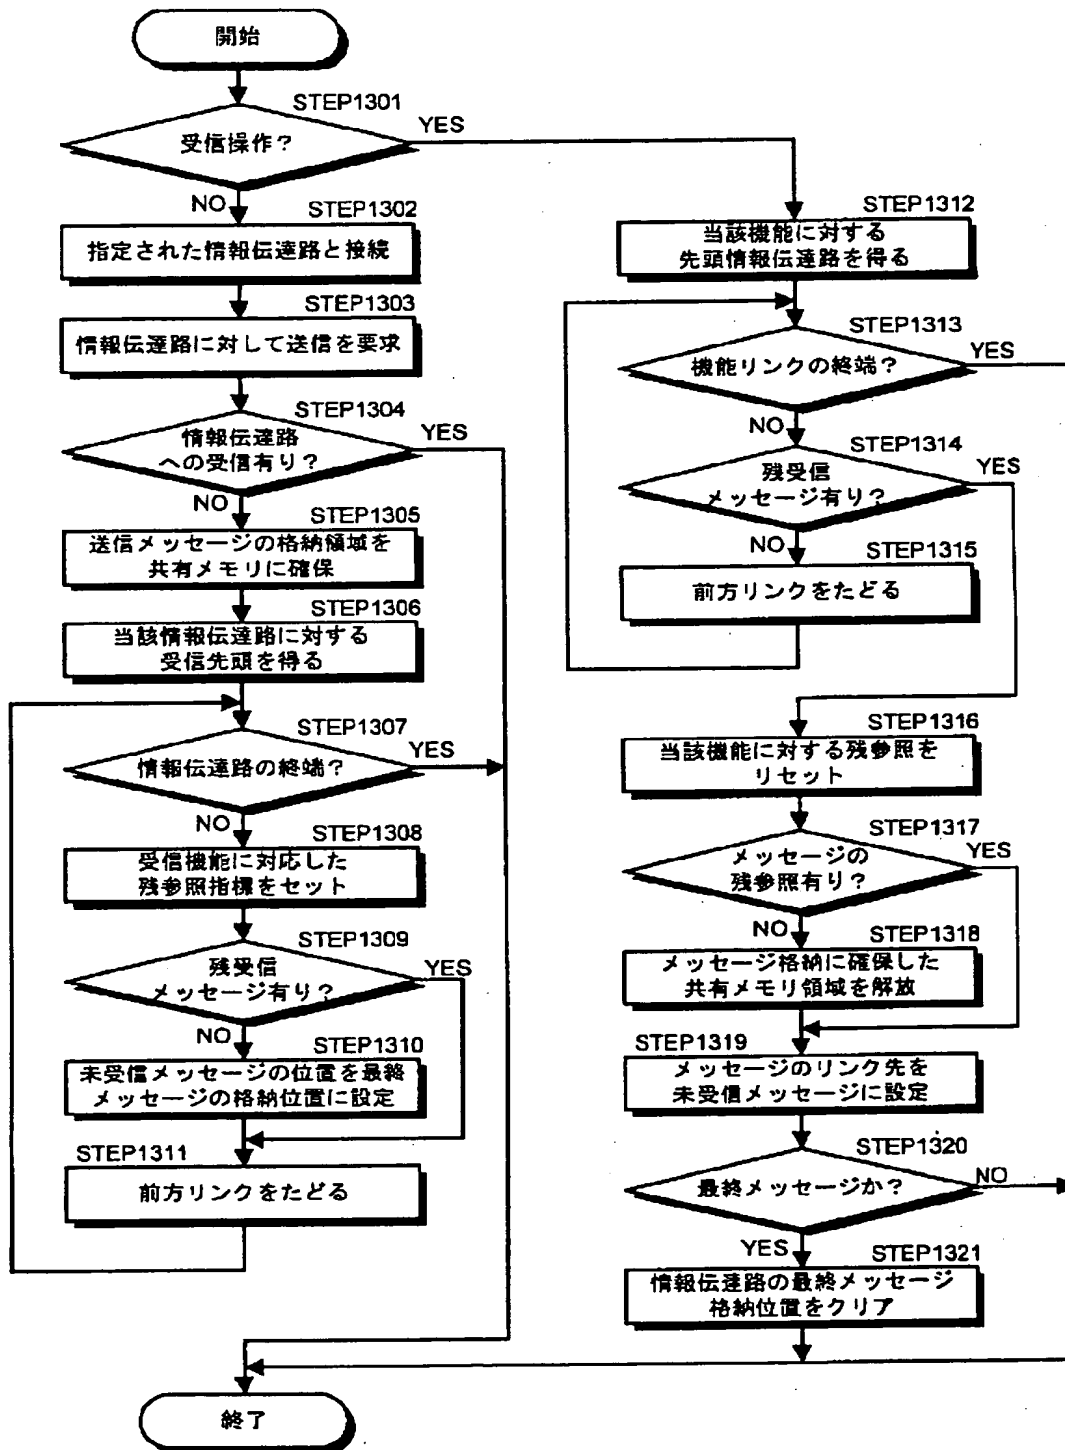 開始
STEP1301
受信操作？
YES
NO
STEP1302
指定された情報伝達路と接続
STEP1303
情報伝達路に対して送信を要求
STEP1304
情報伝達路
への受信有り？
YES
NO
STEP1305
送信メッセージの格納領域を
共有メモリに確保
STEP1306
当該情報伝達路に対する
受信先頭を得る
STEP1307
情報伝達路の終端？
YES
NO
STEP1308
受信機能に対応した
残参照指標をセット
STEP1309
残受信
メッセージ有り？
YES
NO
STEP1310
未受信メッセージの位置を最終
メッセージの格納位置に設定
STEP1311
前方リンクをたどる
終了
STEP1312
当該機能に対する
先頭情報伝達路を得る
STEP1313
機能リンクの終端？
YES
NO
STEP1314
残受信
メッセージ有り？
YES
NO
STEP1315
前方リンクをたどる
STEP1316
当該機能に対する残参照を
リセット
STEP1317
メッセージの
残参照有り？
YES
NO
STEP1318
メッセージ格納に確保した
共有メモリ領域を解放
STEP1319
メッセージのリンク先を
未受信メッセージに設定
STEP1320
最終メッセージか？
NO
YES
STEP1321
情報伝達路の最終メッセージ
格納位置をクリア